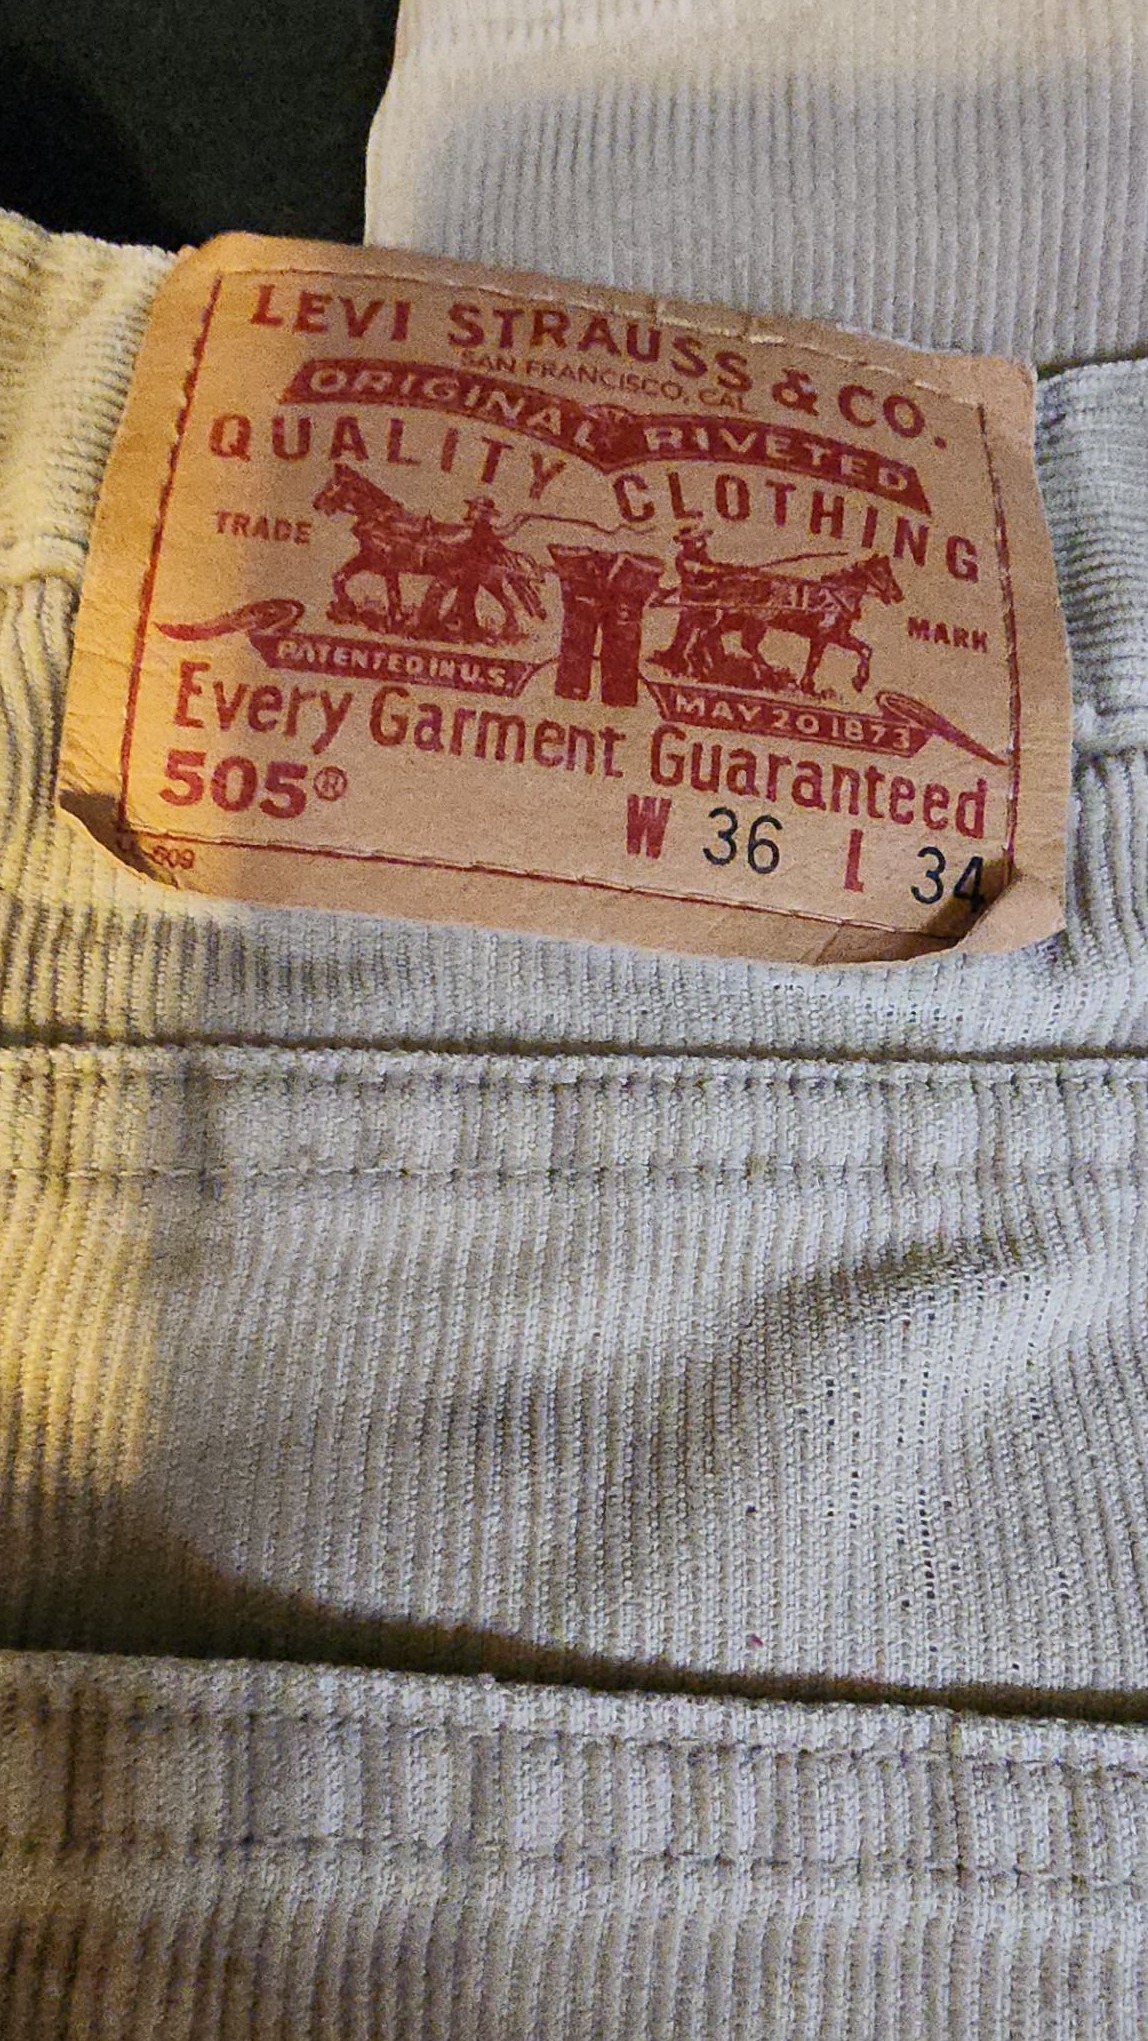 LEVI STRAUSS & CO.
SAN FRANCISCO, CAL
ORIGINAL RIVETED
QUALITY CLOTHING
TRADE MARK
PATENTED IN U.S.
MAY 20 1873
Every Garment Guaranteed
505®
W 36 L 34